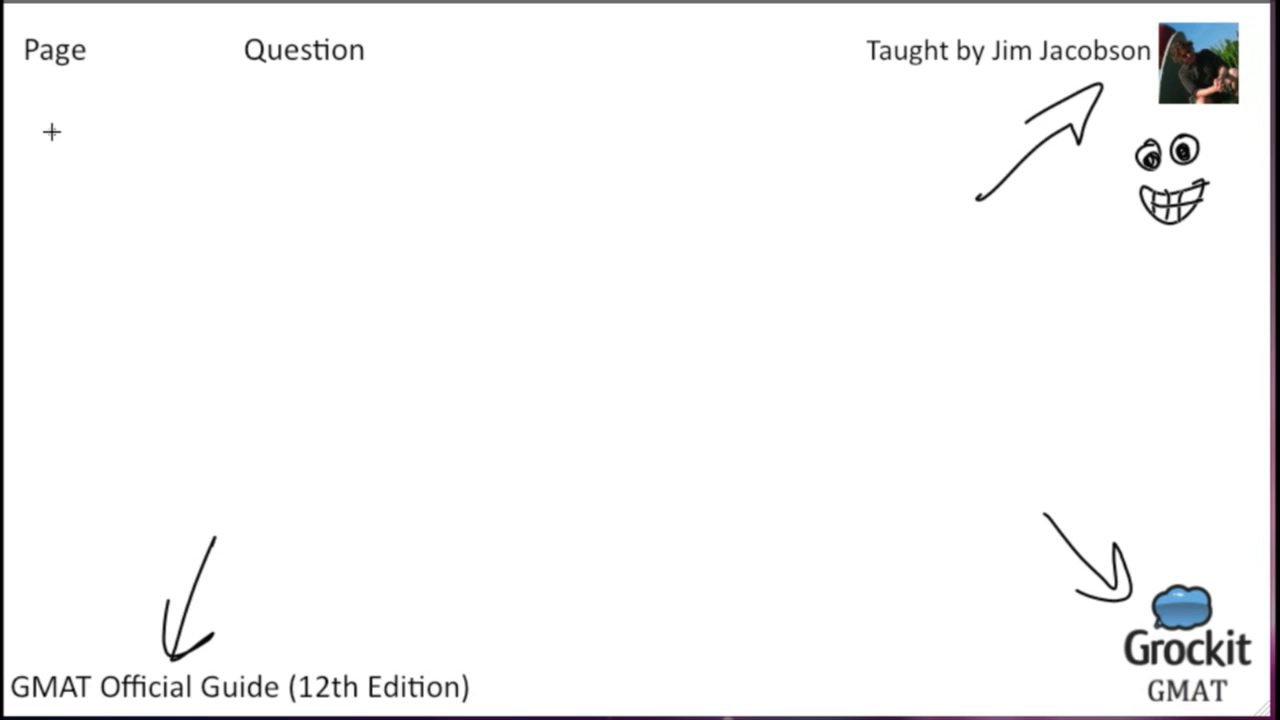 Page Question Taught by Jim Jacobson
GMAT Official Guide (12th Edition)
Grockit
GMAT